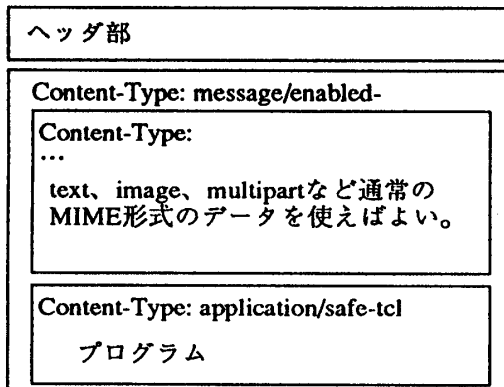 ヘッダ部
Content-Type: message/enabled-
Content-Type:
…
text、image、multipartなど通常の
MIME形式のデータを使えばよい。
Content-Type: application/safe-tcl
プログラム